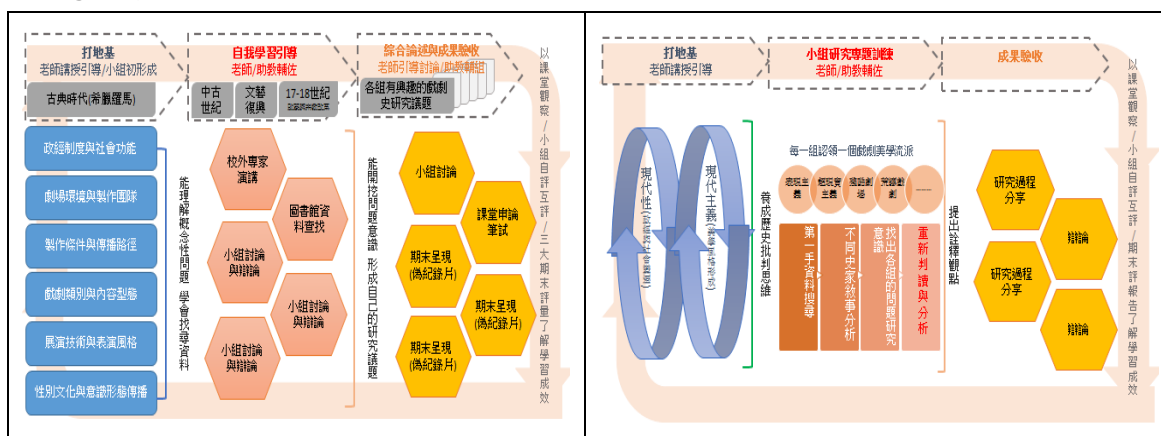 打地基
老師講授引導/小組初形成
古典時代(希臘羅馬)
自我學習引導
老師/助教輔佐
中古
世紀
文藝
復興
17-18世紀
綜合論述與成果驗收
老師引導討論/助教輔組
各組有興趣的戲劇
史研究議題
政經制度與社會功能
劇場環境與製作團隊
製作條件與傳播路徑
戲劇類別與內容型態
展演技術與表演風格
性別文化與意識形態傳播
能理解概念性問題 學會找尋資料
校外專家
演講
圖書館資
料查找
小組討論
與辯論
小組討論
與辯論
小組討論
與辯論
能開挖問題意識 形成自己的研究議題
小組討論
課堂申論
筆試
期末呈現
(偽紀錄片)
期末呈現
(偽紀錄片)
期末呈現
(偽紀錄片)
以課堂觀察/小組自評互評/三大期末評量了解學習成效
打地基
老師講授引導
小組研究專題訓練
老師/助教輔佐
成果驗收
現代性
現代主義
養成歷史批判思維
每一組認領一個戲劇美學流派
表現主
義
超現實
主義
荒謬戲
劇
......
第一手資料搜尋
不同史家敘事分析
找出各組的問題研究
意識
重新判讀與分析
提出詮釋觀點
研究過程
分享
辯論
研究過程
分享
辯論
以課堂觀察/小組自評互評/期末評報告了解學習成效